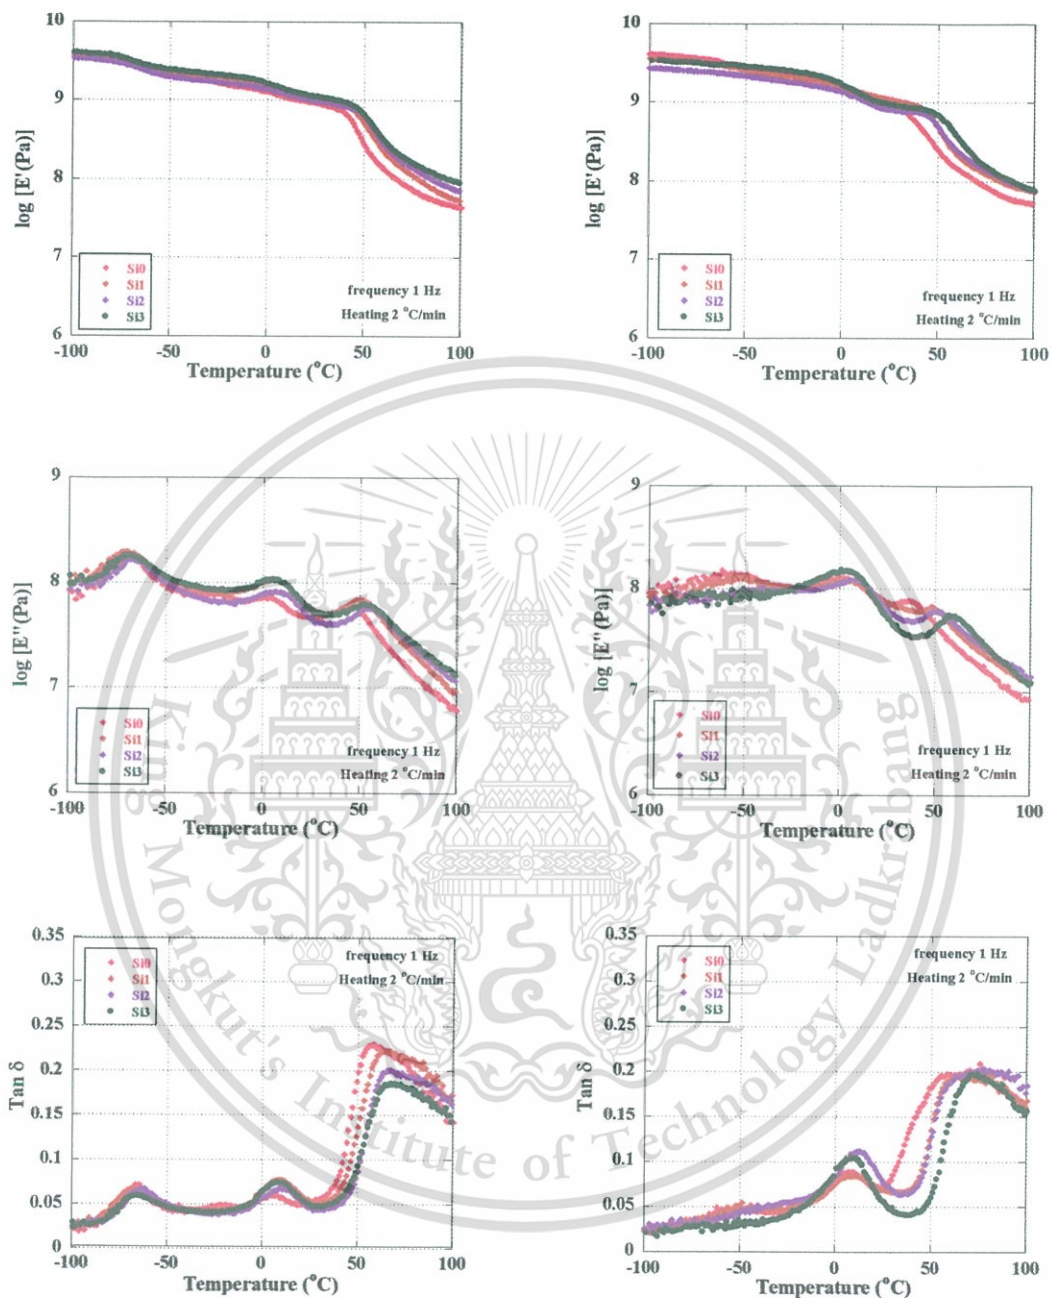 10
9
8
7
6
log [E'(Pa)]
Si0
Si1
Si2
Si3
frequency 1 Hz
Heating 2 °C/min
-100
-50
0
50
100
Temperature (°C)
10
9
8
7
6
log [E'(Pa)]
Si0
Si1
Si2
Si3
frequency 1 Hz
Heating 2 °C/min
-100
-50
0
50
100
Temperature (°C)
9
8
7
6
log [E"(Pa)]
Si0
Si1
Si2
Si3
frequency 1 Hz
Heating 2 °C/min
-100
-50
0
50
100
Temperature (°C)
9
8
7
6
log [E"(Pa)]
Si0
Si1
Si2
Si3
frequency 1 Hz
Heating 2 °C/min
-100
-50
0
50
100
Temperature (°C)
0.35
0.3
0.25
0.2
0.15
0.1
0.05
0
Tan δ
Si0
Si1
Si2
Si3
frequency 1 Hz
Heating 2 °C/min
-100
-50
0
50
100
Temperature (°C)
0.35
0.3
0.25
0.2
0.15
0.1
0.05
0
Tan δ
Si0
Si1
Si2
Si3
frequency 1 Hz
Heating 2 °C/min
-100
-50
0
50
100
Temperature (°C)
King Mongkut's Institute of Technology Ladkrabang